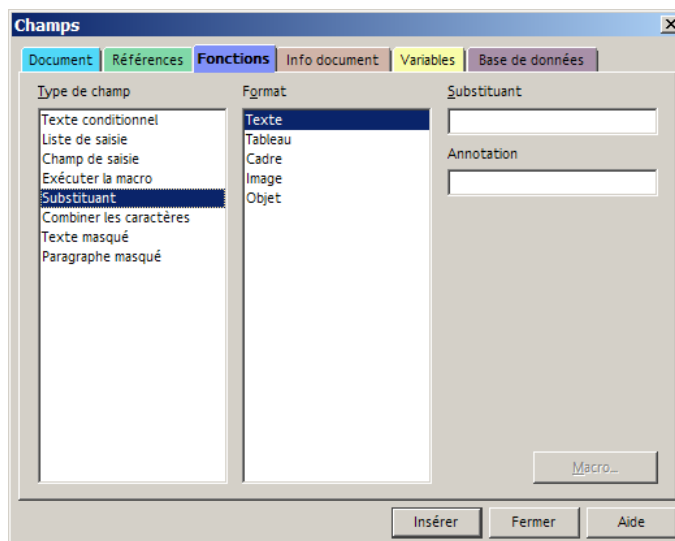 Champs
Document Références Fonctions Info document Variables Base de données
Type de champ Format Substituant
Texte conditionnel
Liste de saisie
Champ de saisie
Exécuter la macro
Substituant
Combiner les caractères
Texte masqué
Paragraphe masqué
Texte
Tableau
Cadre
Image
Objet
Annotation
Macro...
Insérer Fermer Aide